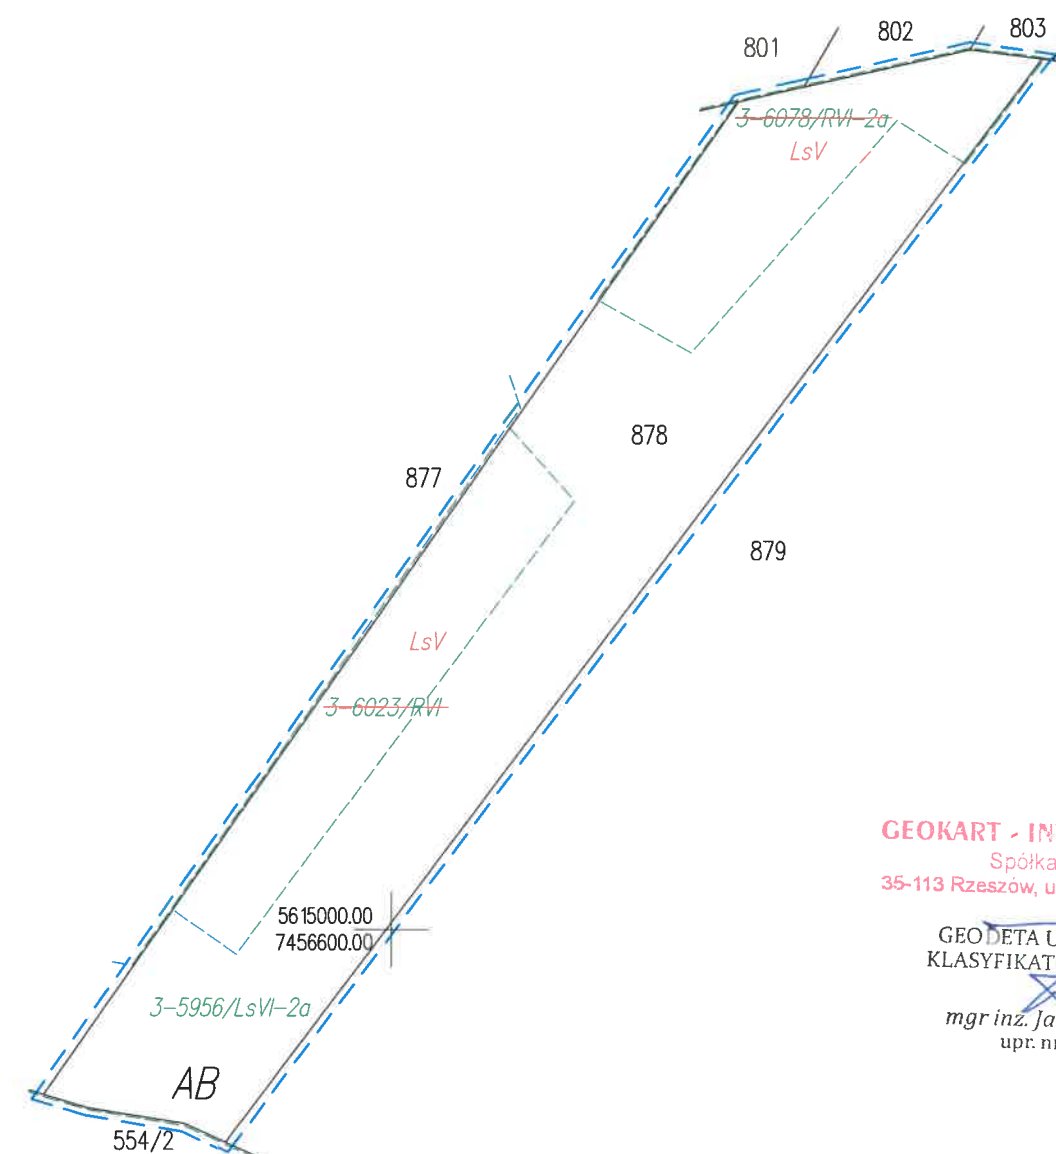 801
802
803
3-6078/RVI-2a
LsV
878
877
879
LsV
3-6023/RVI
GEOKART - IN
Spółka
35-113 Rzeszów, u
5615000.00
7456600.00
GEODETA U
KLASYFIKAT
mgr inż. Ja
upr. nr
3-5956/LsVI-2a
AB
554/2